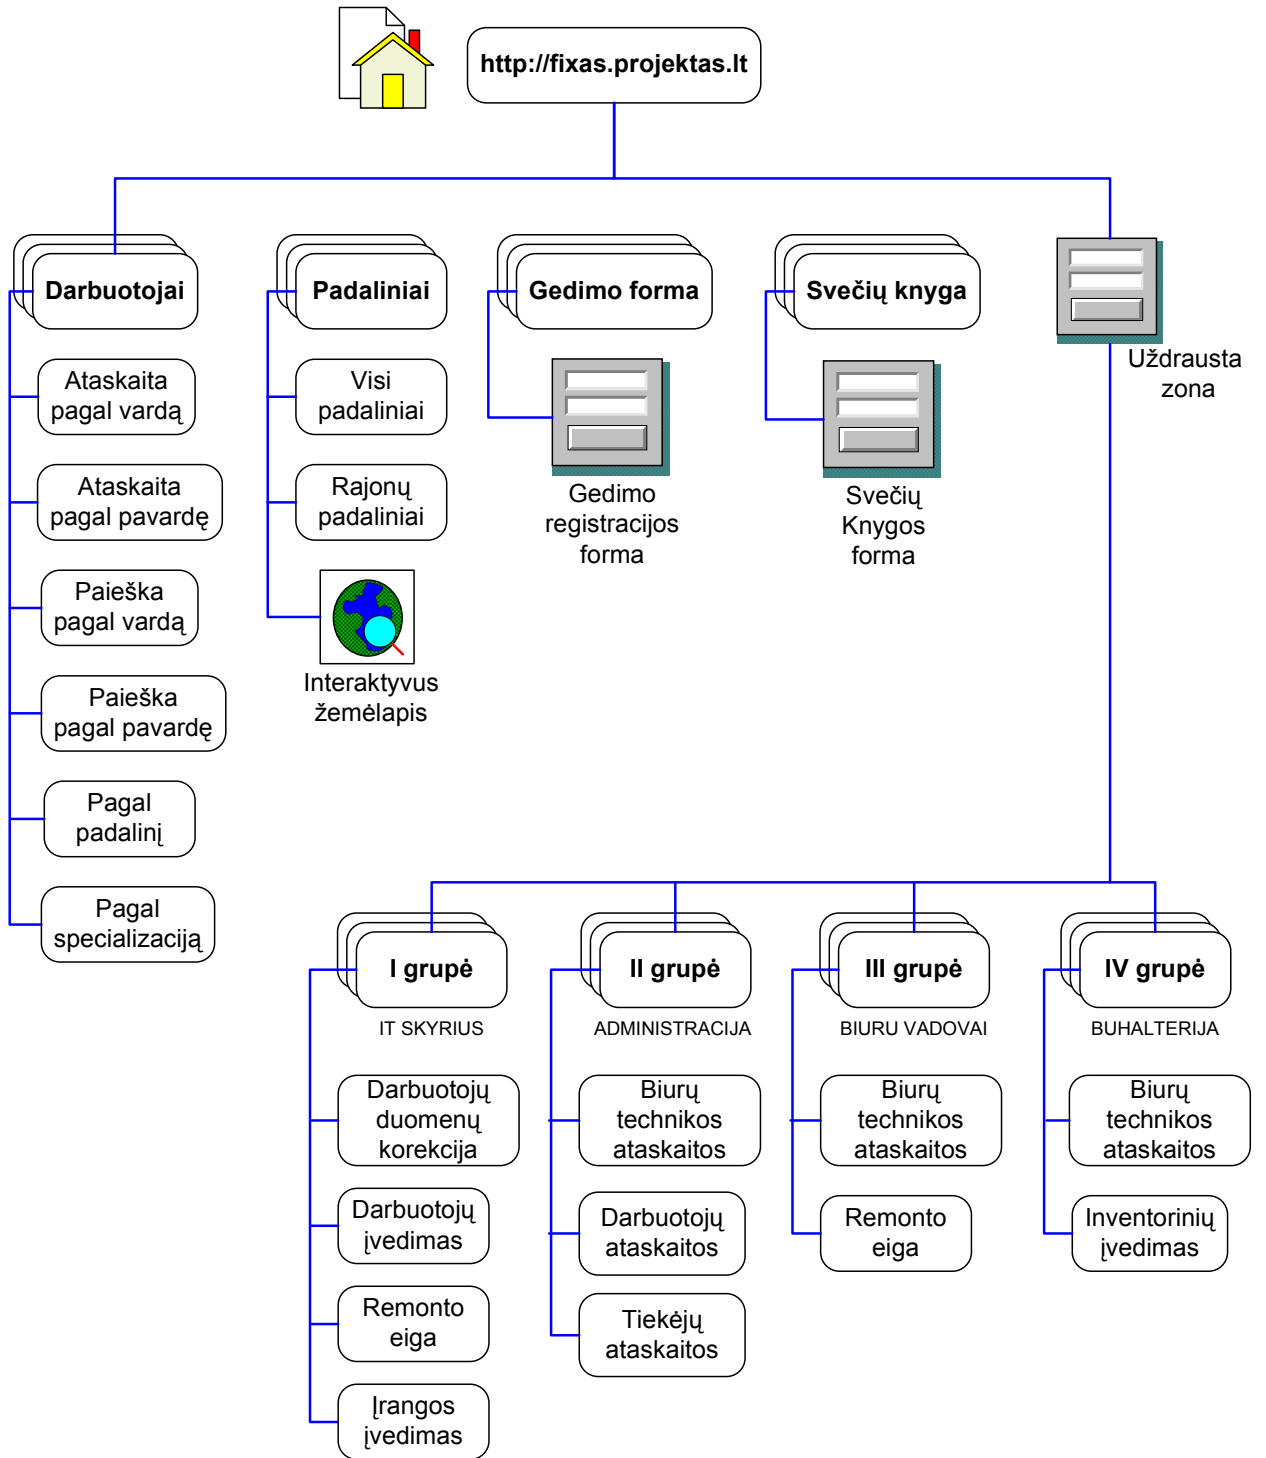 http://fixas.projektas.lt
Darbuotojai
Padaliniai
Gedimo forma
Svečių knyga
Uždrausta
zona
Ataskaita
pagal vardą
Ataskaita
pagal pavardę
Paieška
pagal vardą
Paieška
pagal pavardę
Pagal
padalinį
Pagal
specializaciją
Visi
padaliniai
Rajonų
padaliniai
Interaktyvus
žemėlapis
Gedimo
registracijos
forma
Svečių
Knygos
forma
I grupė
IT SKYRIUS
Darbuotojų
duomenų
korekcija
Darbuotojų
įvedimas
Remonto
eiga
Įrangos
įvedimas
II grupė
ADMINISTRACIJA
Biurų
technikos
ataskaitos
Darbuotojų
ataskaitos
Tiekėjų
ataskaitos
III grupė
BIURU VADOVAI
Biurų
technikos
ataskaitos
Remonto
eiga
IV grupė
BUHALTERIJA
Biurų
technikos
ataskaitos
Inventorinių
įvedimas